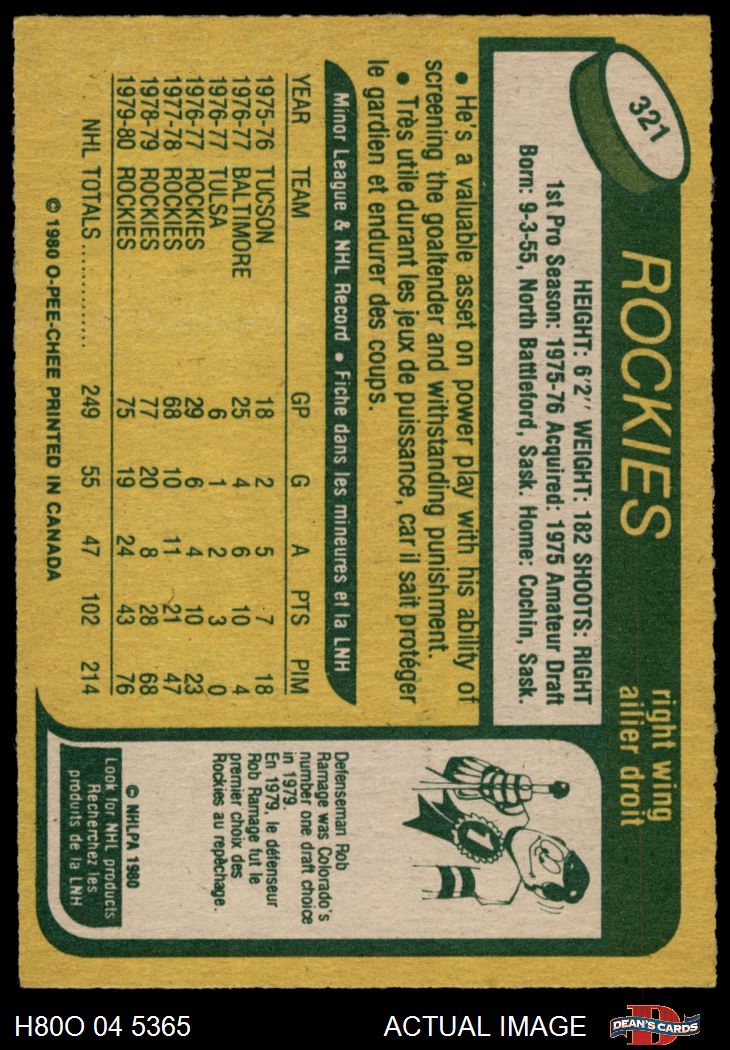 321
ROCKIES
right wing
ailier droit
HEIGHT: 6'2" WEIGHT: 182 SHOOTS: RIGHT
1st Pro Season: 1975-76 Acquired: 1975 Amateur Draft
Born: 9-3-55, North Battleford, Sask. Home: Cochin, Sask.
● He's a valuable asset on power play with his ability of
screening the goaltender and withstanding punishment.
● Très utile durant les jeux de puissance, car il sait protéger
le gardien et endurer des coups.
Minor League & NHL Record ● Fiche dans les mineures et la LNH
YEAR TEAM GP G A PTS PIM
1975-76 TUCSON 18 2 5 7 18
1976-77 BALTIMORE 25 4 6 10 4
1976-77 TULSA 6 1 2 3 0
1976-77 ROCKIES 29 6 4 10 23
1977-78 ROCKIES 68 10 11 21 47
1978-79 ROCKIES 77 20 8 28 68
1979-80 ROCKIES 75 19 24 43 76
NHL TOTALS ............. 249 55 47 102 214
© 1980 O-PEE-CHEE PRINTED IN CANADA
1
Defenseman Rob
Ramage was Colorado's
number one draft choice
in 1979.
En 1979, le défenseur
Rob Ramage fut le
premier choix des
Rockies au repêchage.
© NHLPA 1980
Look for NHL products
Recherchez les
produits de la LNH
H80O 04 5365
ACTUAL IMAGE
D
DEAN'S CARDS